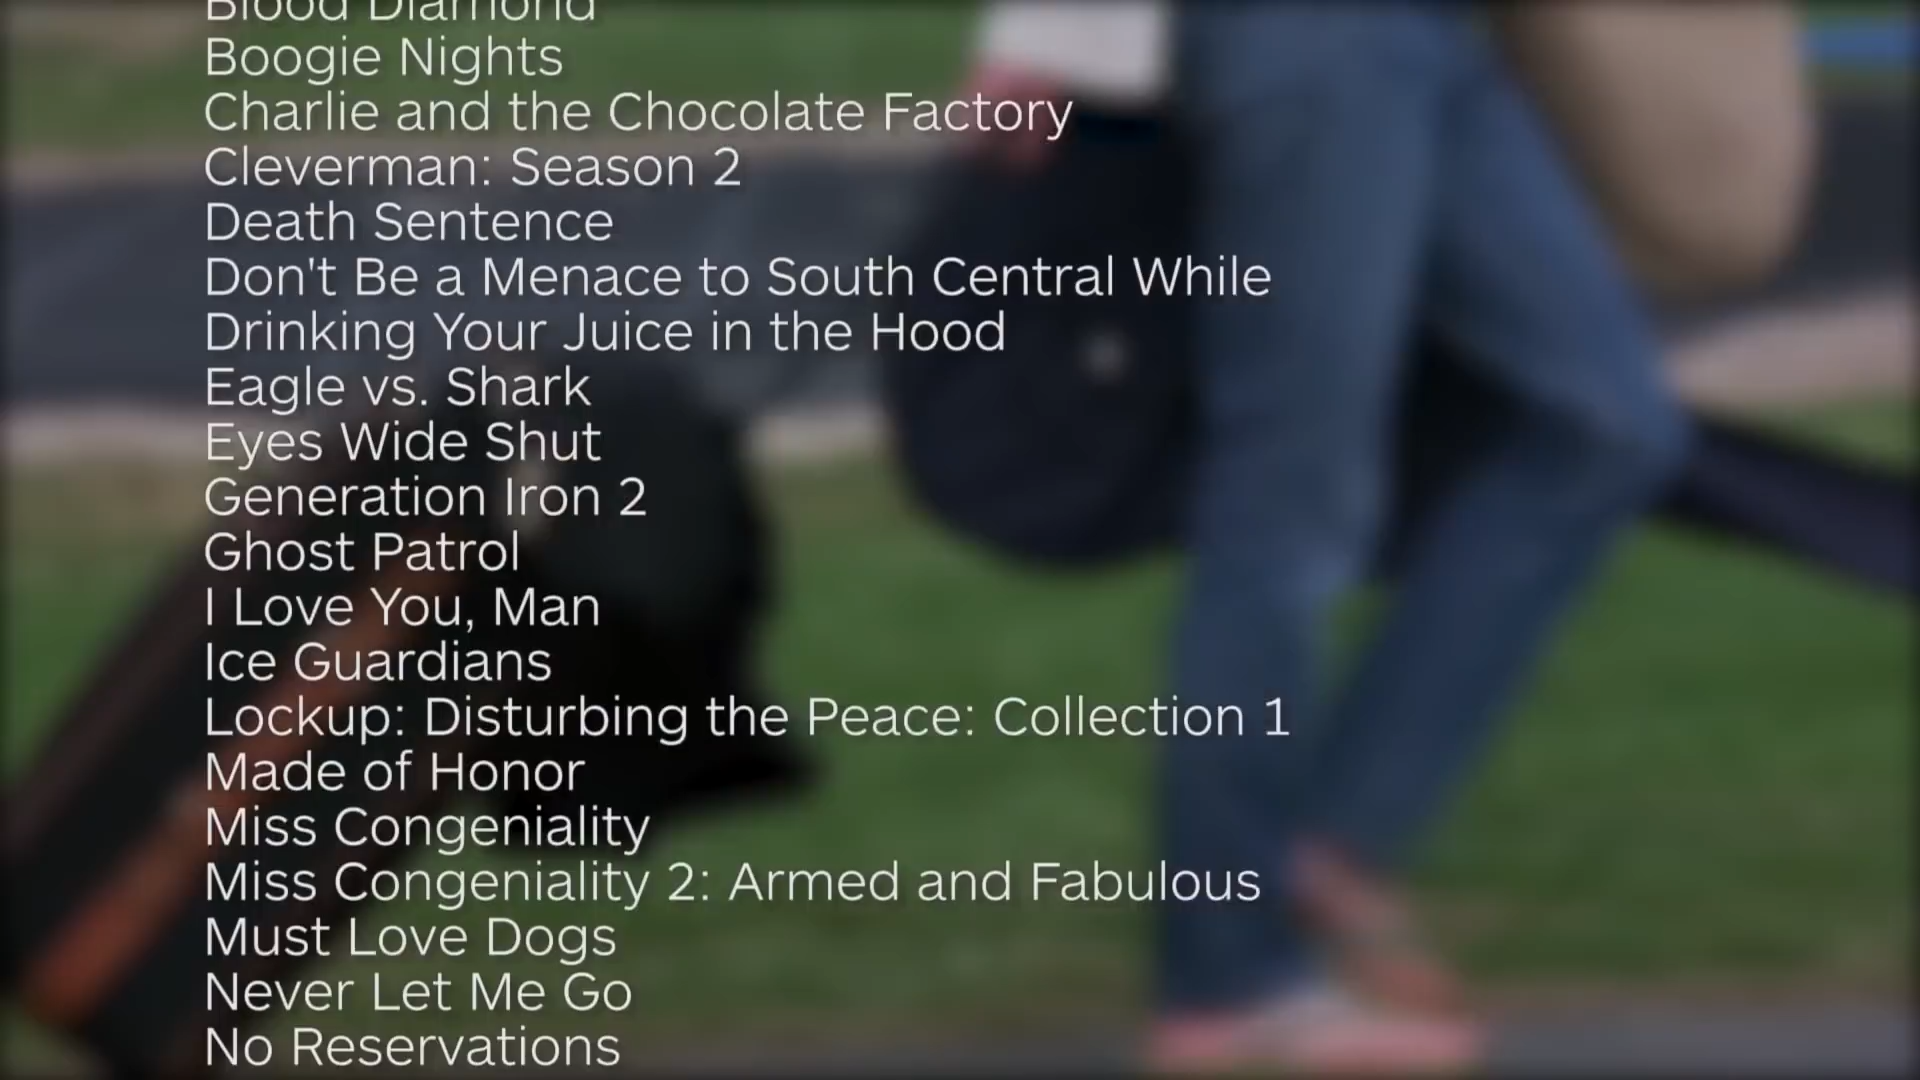 Blood Diamond
Boogie Nights
Charlie and the Chocolate Factory
Cleverman: Season 2
Death Sentence
Don't Be a Menace to South Central While
Drinking Your Juice in the Hood
Eagle vs. Shark
Eyes Wide Shut
Generation Iron 2
Ghost Patrol
I Love You, Man
Ice Guardians
Lockup: Disturbing the Peace: Collection 1
Made of Honor
Miss Congeniality
Miss Congeniality 2: Armed and Fabulous
Must Love Dogs
Never Let Me Go
No Reservations